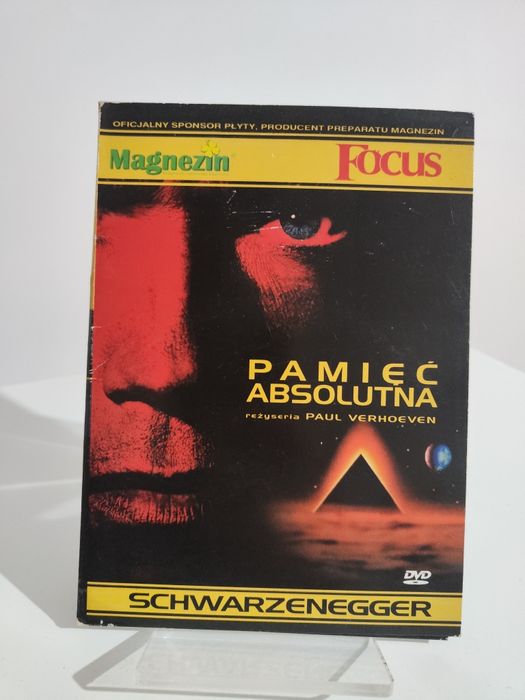 OFICJALNY SPONSOR PŁYTY, PRODUCENT PREPARATU MAGNEZIN
Magnezin
FOCUS
PAMIĘĆ
ABSOLUTNA
reżyseria PAUL VERHOEVEN
DVD
SCHWARZENEGGER